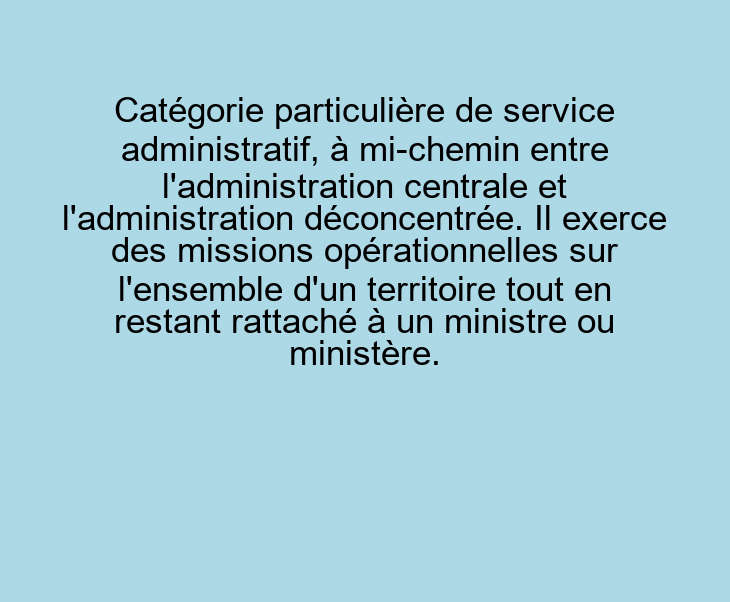 Catégorie particulière de service
administratif, à mi-chemin entre
l'administration centrale et
l'administration déconcentrée. Il exerce
des missions opérationnelles sur
l'ensemble d'un territoire tout en
restant rattaché à un ministre ou
ministère.